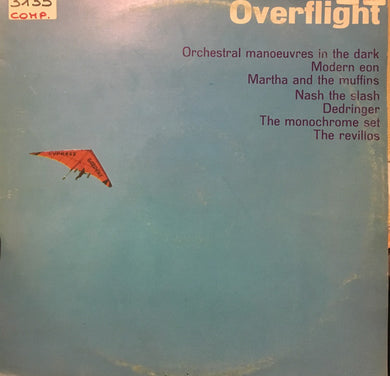 3135
COMP.
Overflight
Orchestral manoeuvres in the dark
Modern eon
Martha and the muffins
Nash the slash
Dedringer
The monochrome set
The revillos